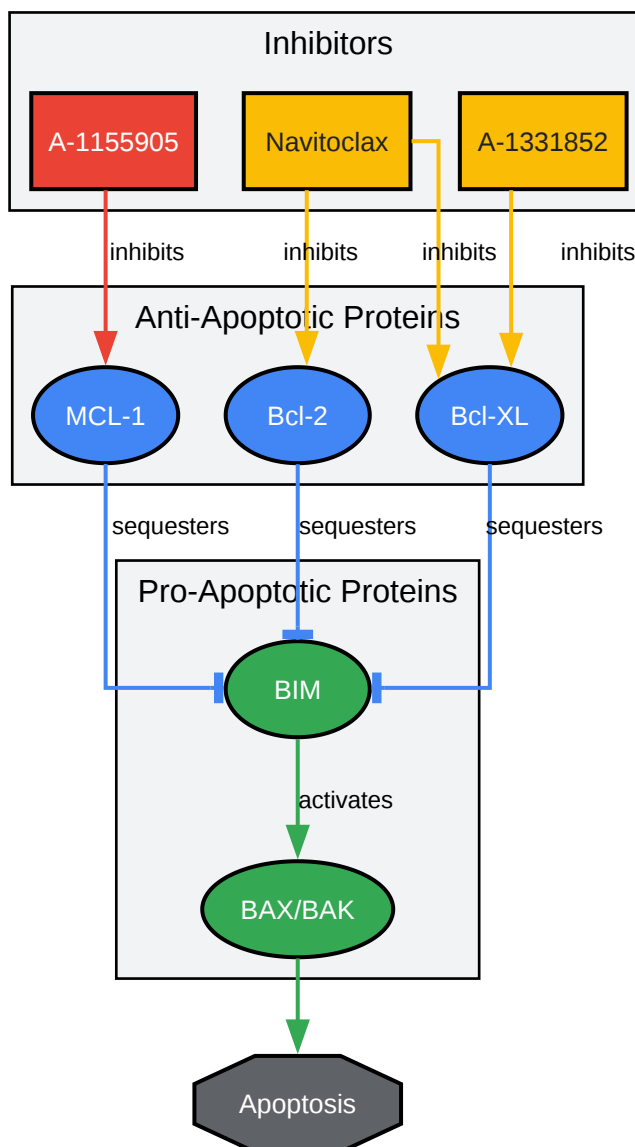 Inhibitors
A-1155905
Navitoclax
A-1331852
inhibits
inhibits
inhibits
inhibits
Anti-Apoptotic Proteins
MCL-1
Bcl-2
Bcl-XL
sequesters
sequesters
sequesters
Pro-Apoptotic Proteins
BIM
activates
BAX/BAK
Apoptosis